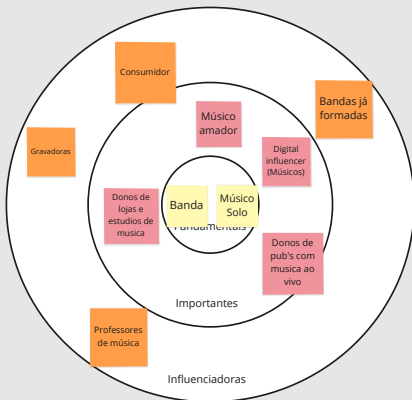 Consumidor
Bandas já
formadas
Músico
amador
Gravadoras
Digital
influencer
(Músicos)
Donos de
lojas e
estudios de
musica
Banda
Músico
Solo
Fundamentais
Donos de
pub's com
musica ao
vivo
Importantes
Professores
de música
Influenciadoras